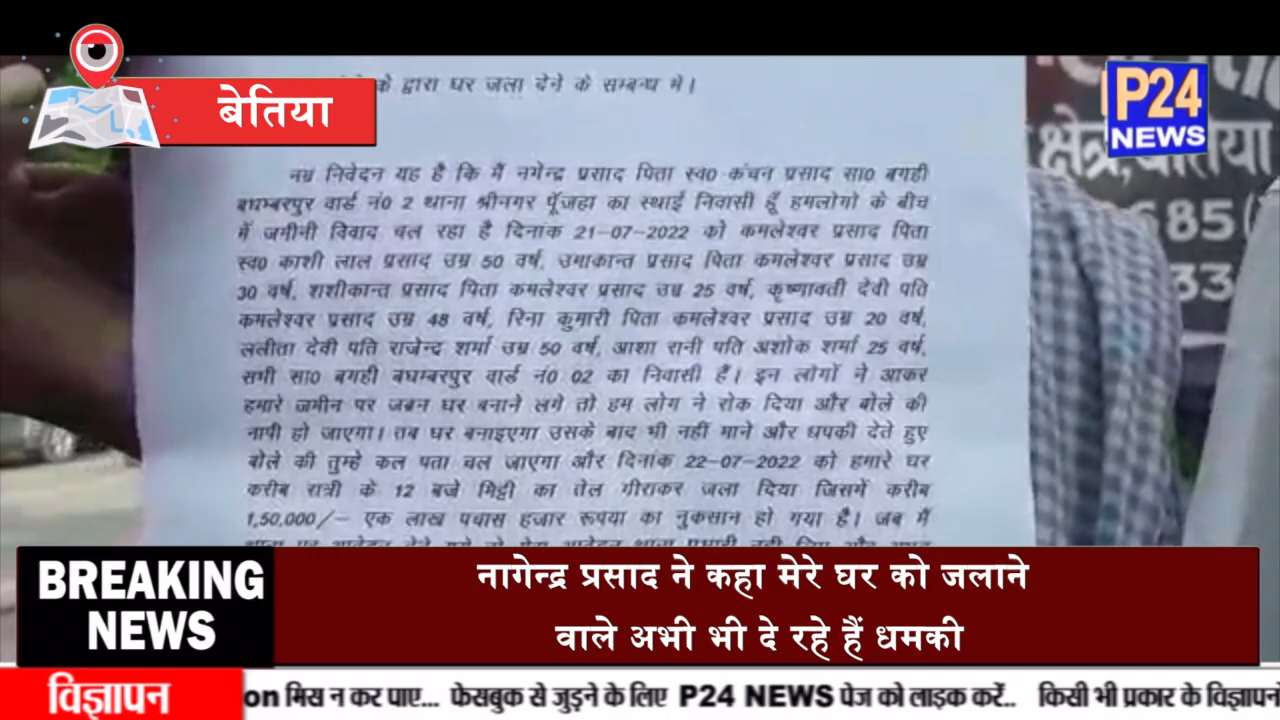 के द्वारा घर जला देने के सम्बन्ध में।
बेतिया
P24
NEWS
क्षेत्र, बेतिया
685
33
नम्र निवेदन यह है कि मैं नगेन्द्र प्रसाद पिता स्व0 कंचन प्रसाद सा0 बगही
बघम्बरपुर वार्ड नं0 2 थाना श्रीनगर पूँजहा का स्थाई निवासी हूँ हमलोगो के बीच
में जमीनी विवाद चल रहा है दिनांक 21-07-2022 को कमलेश्वर प्रसाद पिता
स्व0 काशी लाल प्रसाद उम्र 50 वर्ष, उमाकान्त प्रसाद पिता कमलेश्वर प्रसाद उम्र
30 वर्ष, शशीकान्त प्रसाद पिता कमलेश्वर प्रसाद उम्र 25 वर्ष, कृष्णावती देवी पति
कमलेश्वर प्रसाद उम्र 48 वर्ष, रिना कुमारी पिता कमलेश्वर प्रसाद उम्र 20 वर्ष,
ललीता देवी पति राजेन्द्र शर्मा उम्र 50 वर्ष, आशा रानी पति अशोक शर्मा 25 वर्ष,
सभी सा0 बगही बघम्बरपुर वार्ड नं0 02 का निवासी हैं। इन लोगों ने आकर
हमारे जमीन पर जबन घर बनाने लगे तो हम लोग ने रोक दिया और बोले की
नापी हो जाएगा। तब घर बनाइएगा उसके बाद भी नहीं माने और धपकी देते हुए
बोले की तुम्हे कल पता चल जाएगा और दिनांक 22-07-2022 को हमारे घर
करीब रात्री के 12 बजे मिट्टी का तेल गीराकर जला दिया जिसमें करीब
1,50,000/- एक लाख पचास हजार रूपया का नुकसान हो गया है। जब मैं
BREAKING
NEWS
नागेन्द्र प्रसाद ने कहा मेरे घर को जलाने
वाले अभी भी दे रहे हैं धमकी
विज्ञापन
on मिस न कर पाए... फेसबुक से जुड़ने के लिए P24 NEWS पेज को लाइक करें.. किसी भी प्रकार के विज्ञापन